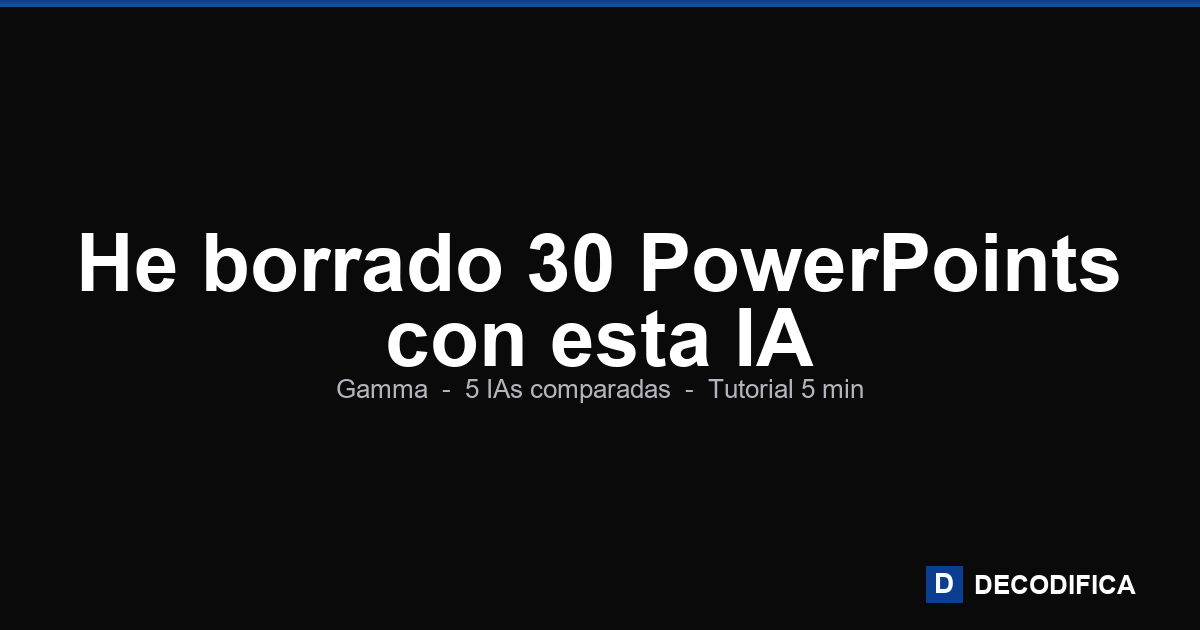 He borrado 30 PowerPoints
con esta IA
Gamma - 5 IAs comparadas - Tutorial 5 min
D DECODIFICA